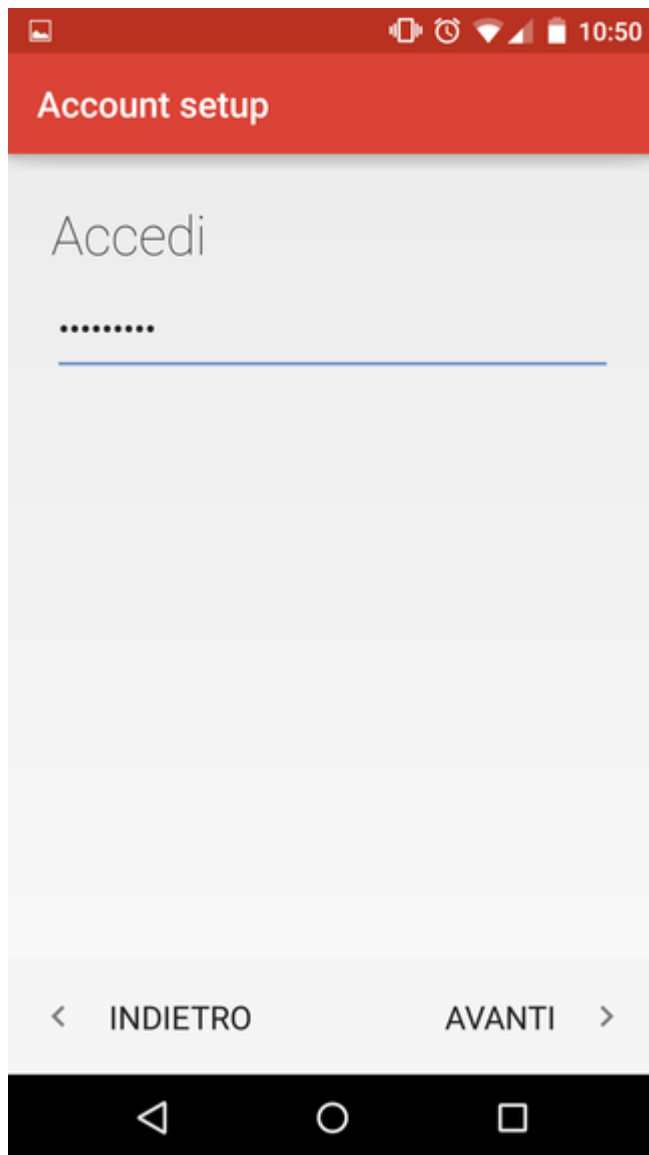 10:50
Account setup
Accedi
•••••••••
INDIETRO
AVANTI